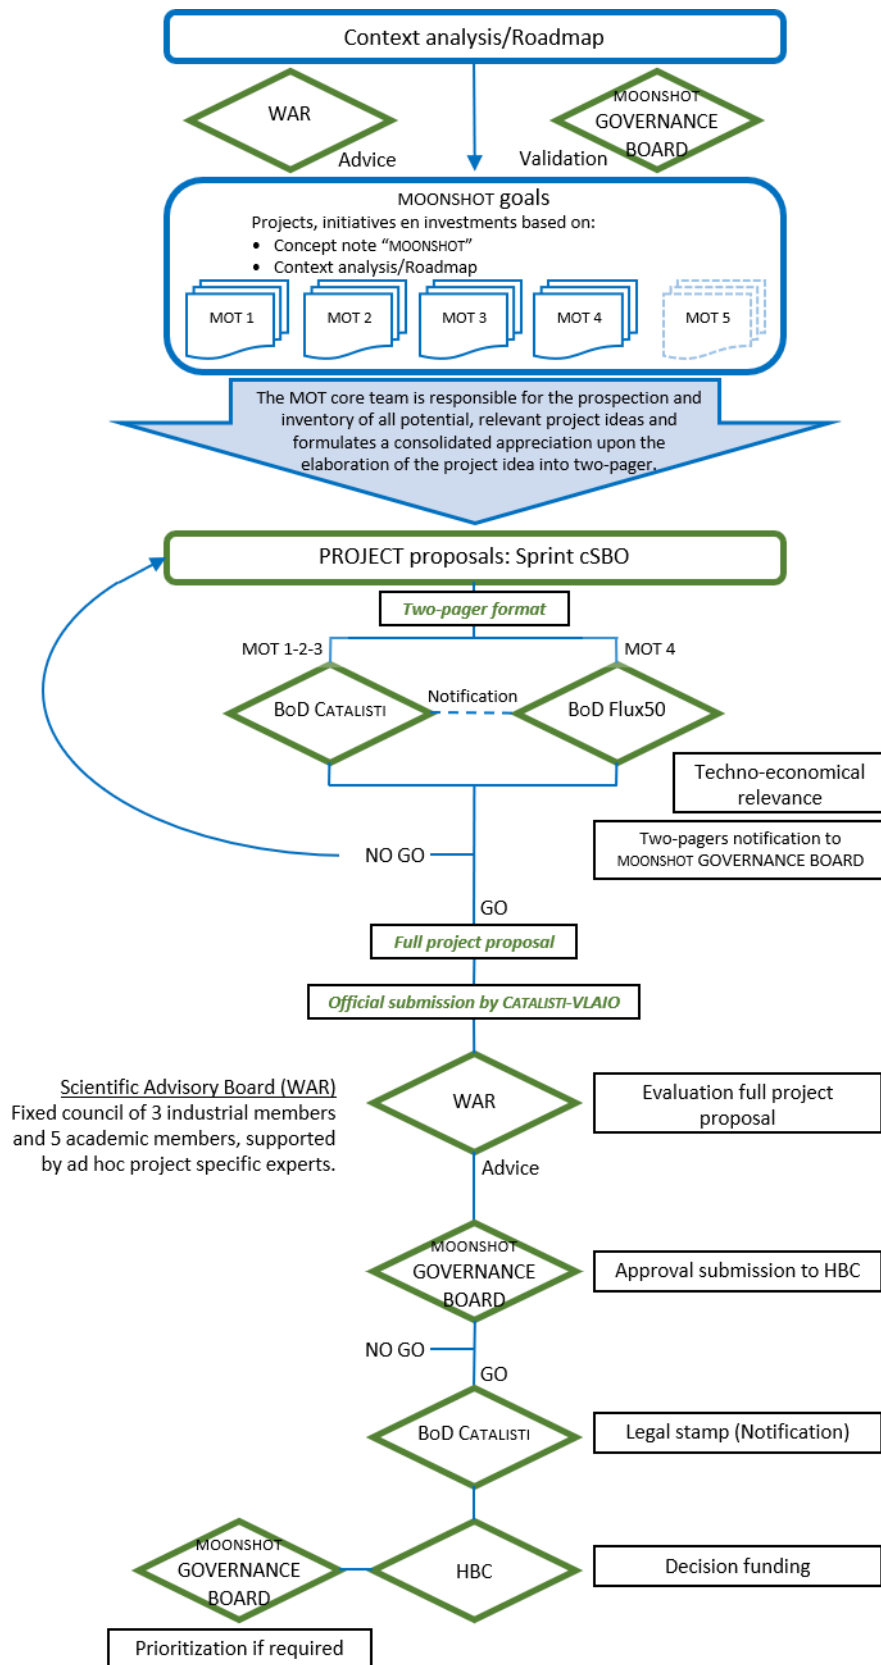 Context analysis/Roadmap
WAR
MOONSHOT
GOVERNANCE
BOARD
Advice
Validation
MOONSHOT goals
Projects, initiatives en investments based on:
• Concept note “MOONSHOT”
• Context analysis/Roadmap
MOT 1
MOT 2
MOT 3
MOT 4
MOT 5
The MOT core team is responsible for the prospection and
inventory of all potential, relevant project ideas and
formulates a consolidated appreciation upon the
elaboration of the project idea into two-pager.
PROJECT proposals: Sprint cSBO
Two-pager format
MOT 1-2-3
MOT 4
BOD CATALISTI
Notification
BOD Flux50
Techno-economical
relevance
Two-pagers notification to
MOONSHOT GOVERNANCE BOARD
NO GO
GO
Full project proposal
Official submission by CATALISTI-VLAIO
Scientific Advisory Board (WAR)
Fixed council of 3 industrial members
and 5 academic members, supported
by ad hoc project specific experts.
WAR
Evaluation full project
proposal
Advice
MOONSHOT
GOVERNANCE
BOARD
Approval submission to HBC
NO GO
GO
BOD CATALISTI
Legal stamp (Notification)
MOONSHOT
GOVERNANCE
BOARD
HBC
Decision funding
Prioritization if required